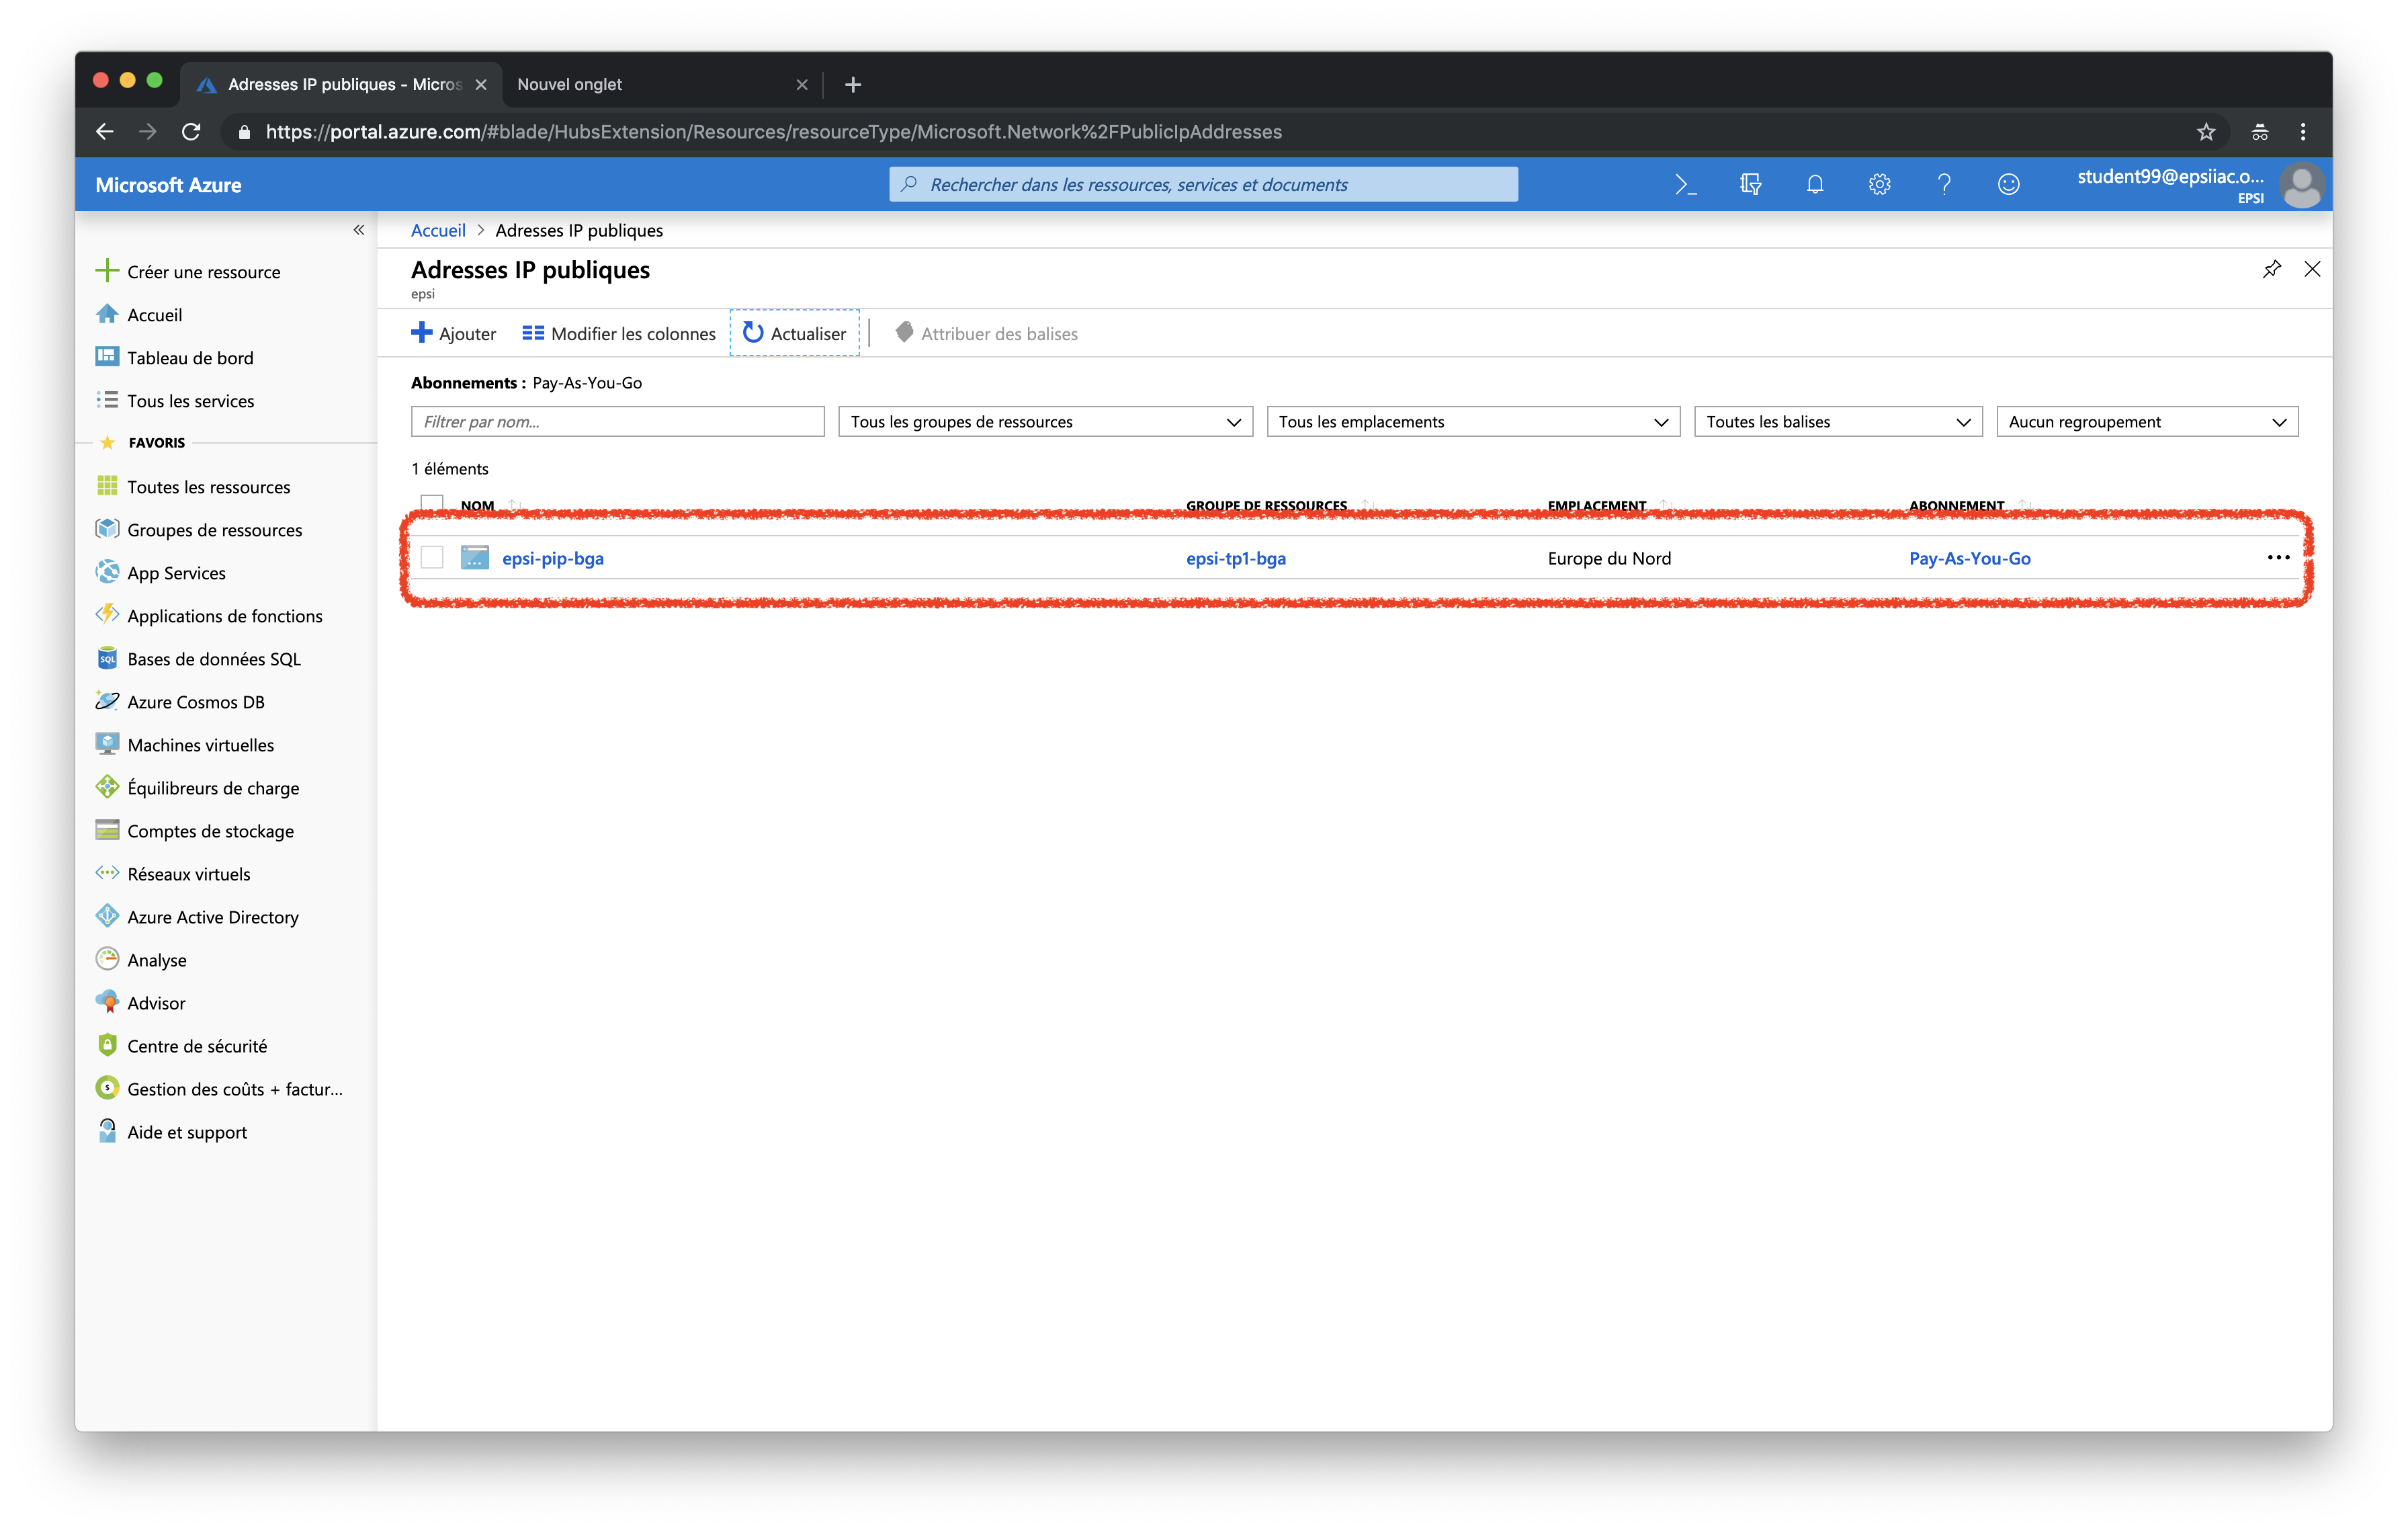 Adresses IP publiques - Micros
Nouvel onglet
https://portal.azure.com/#blade/HubsExtension/Resources/resourceType/Microsoft.Network%2FPublicIpAddresses
Microsoft Azure
Rechercher dans les ressources, services et documents
student99@epsiiac.o...
EPSI
Accueil > Adresses IP publiques
Adresses IP publiques
epsi
Ajouter
Modifier les colonnes
Actualiser
Attribuer des balises
Abonnements : Pay-As-You-Go
Filtrer par nom...
Tous les groupes de ressources
Tous les emplacements
Toutes les balises
Aucun regroupement
1 éléments
NOM
GROUPE DE RESSOURCES
EMPLACEMENT
ABONNEMENT
epsi-pip-bga
epsi-tp1-bga
Europe du Nord
Pay-As-You-Go
Créer une ressource
Accueil
Tableau de bord
Tous les services
FAVORIS
Toutes les ressources
Groupes de ressources
App Services
Applications de fonctions
SQL
Bases de données SQL
Azure Cosmos DB
Machines virtuelles
Équilibreurs de charge
Comptes de stockage
Réseaux virtuels
Azure Active Directory
Analyse
Advisor
Centre de sécurité
Gestion des coûts + factur...
Aide et support